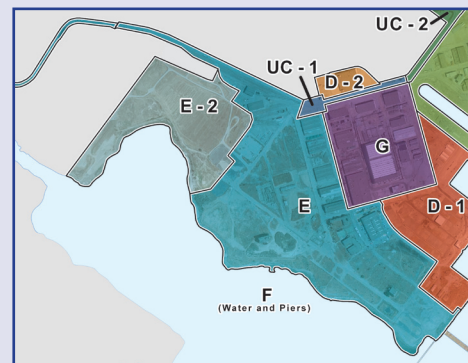 UC - 2
UC - 1
D - 2
E - 2
G
E
D - 1
F
(Water and Piers)